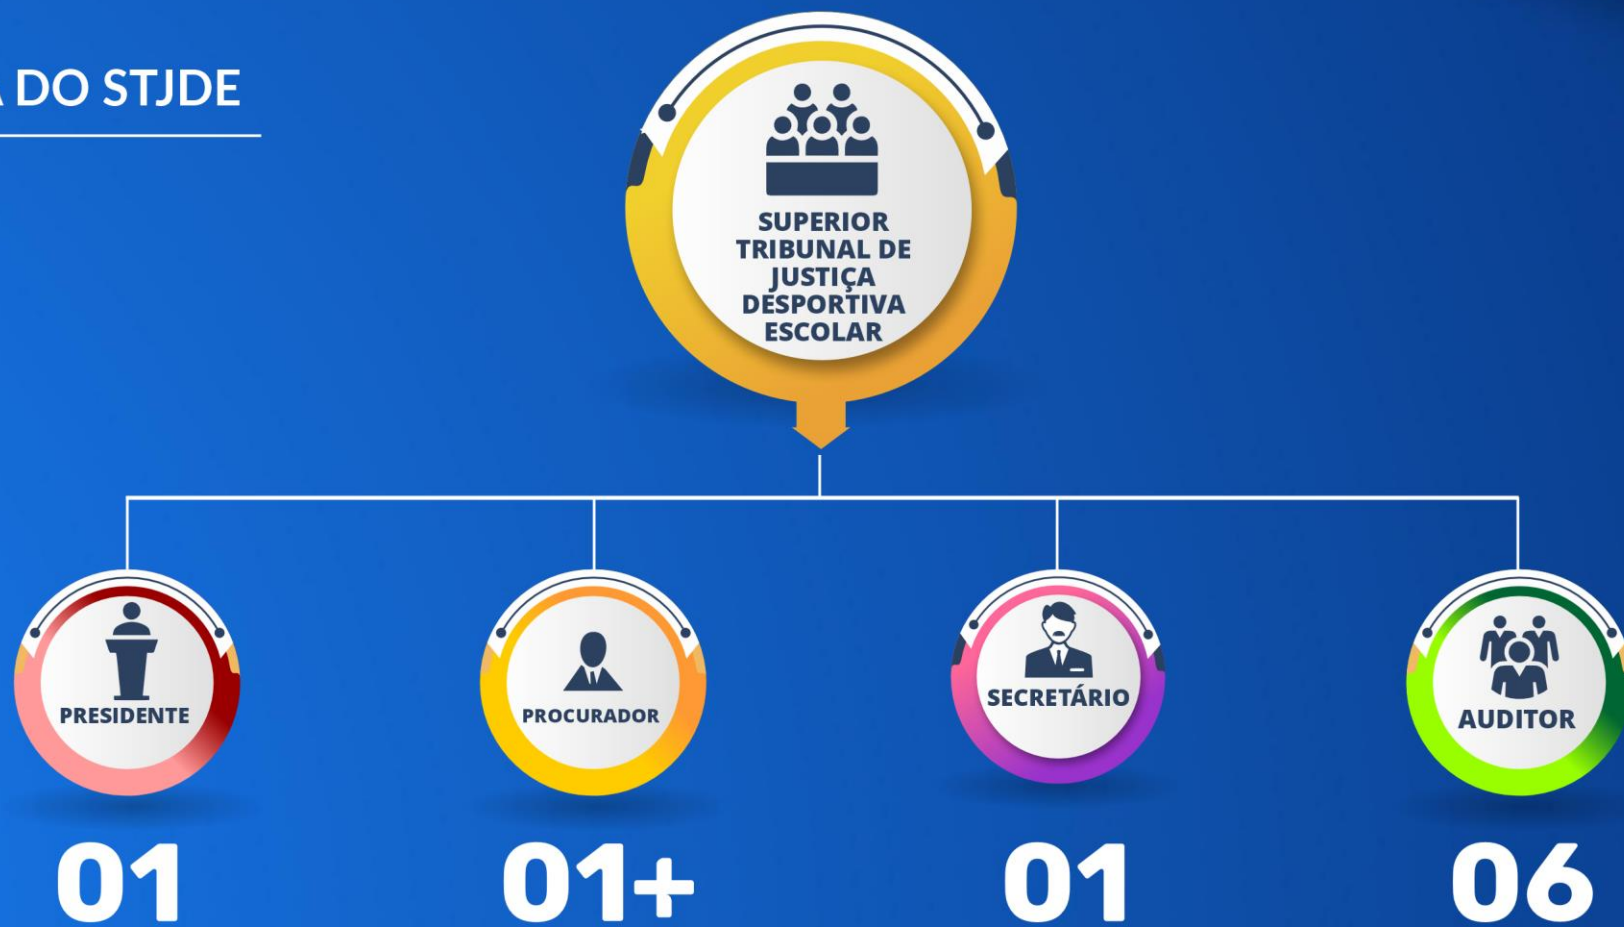 DO STJDE
SUPERIOR
TRIBUNAL DE
JUSTIÇA
DESPORTIVA
ESCOLAR
PRESIDENTE
PROCURADOR
SECRETÁRIO
AUDITOR
01
01+
01
06